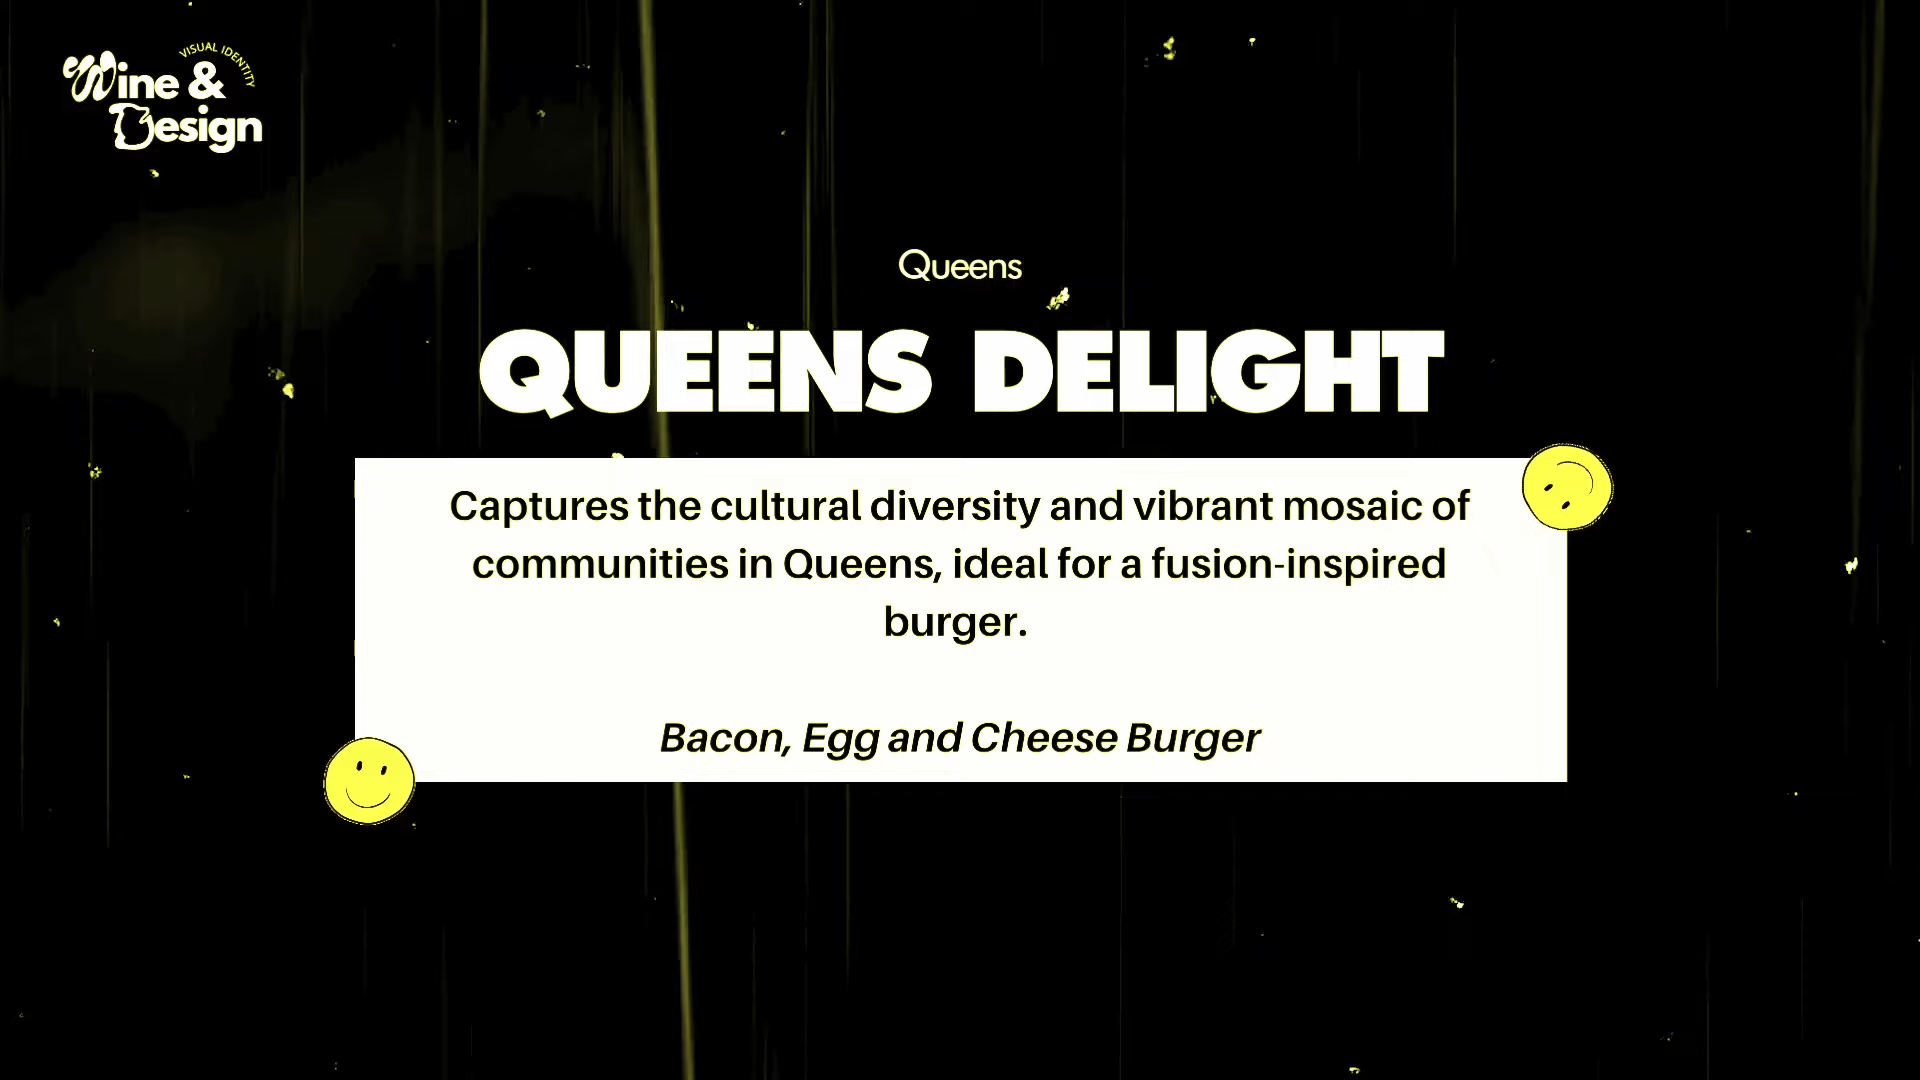 VISUAL IDENTITY
Wine &
Design
Queens
QUEENS DELIGHT
Captures the cultural diversity and vibrant mosaic of
communities in Queens, ideal for a fusion-inspired
burger.
Bacon, Egg and Cheese Burger